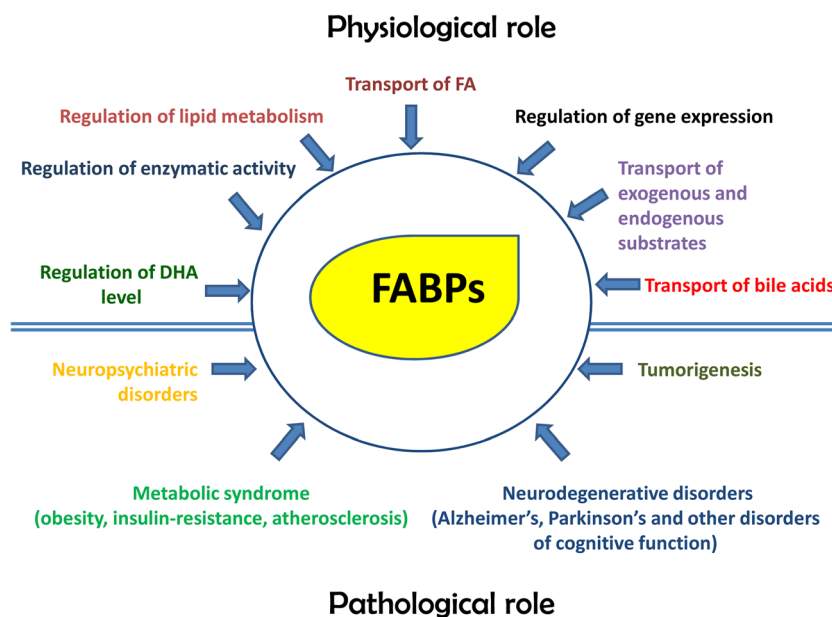 Physiological role
Transport of FA
Regulation of lipid metabolism
Regulation of gene expression
Regulation of enzymatic activity
Transport of
exogenous and
endogenous
substrates
Regulation of DHA
level
FABPs
Transport of bile acids
Neuropsychiatric
disorders
Tumorigenesis
Metabolic syndrome
(obesity, insulin-resistance, atherosclerosis)
Neurodegenerative disorders
(Alzheimer’s, Parkinson’s and other disorders
of cognitive function)
Pathological role